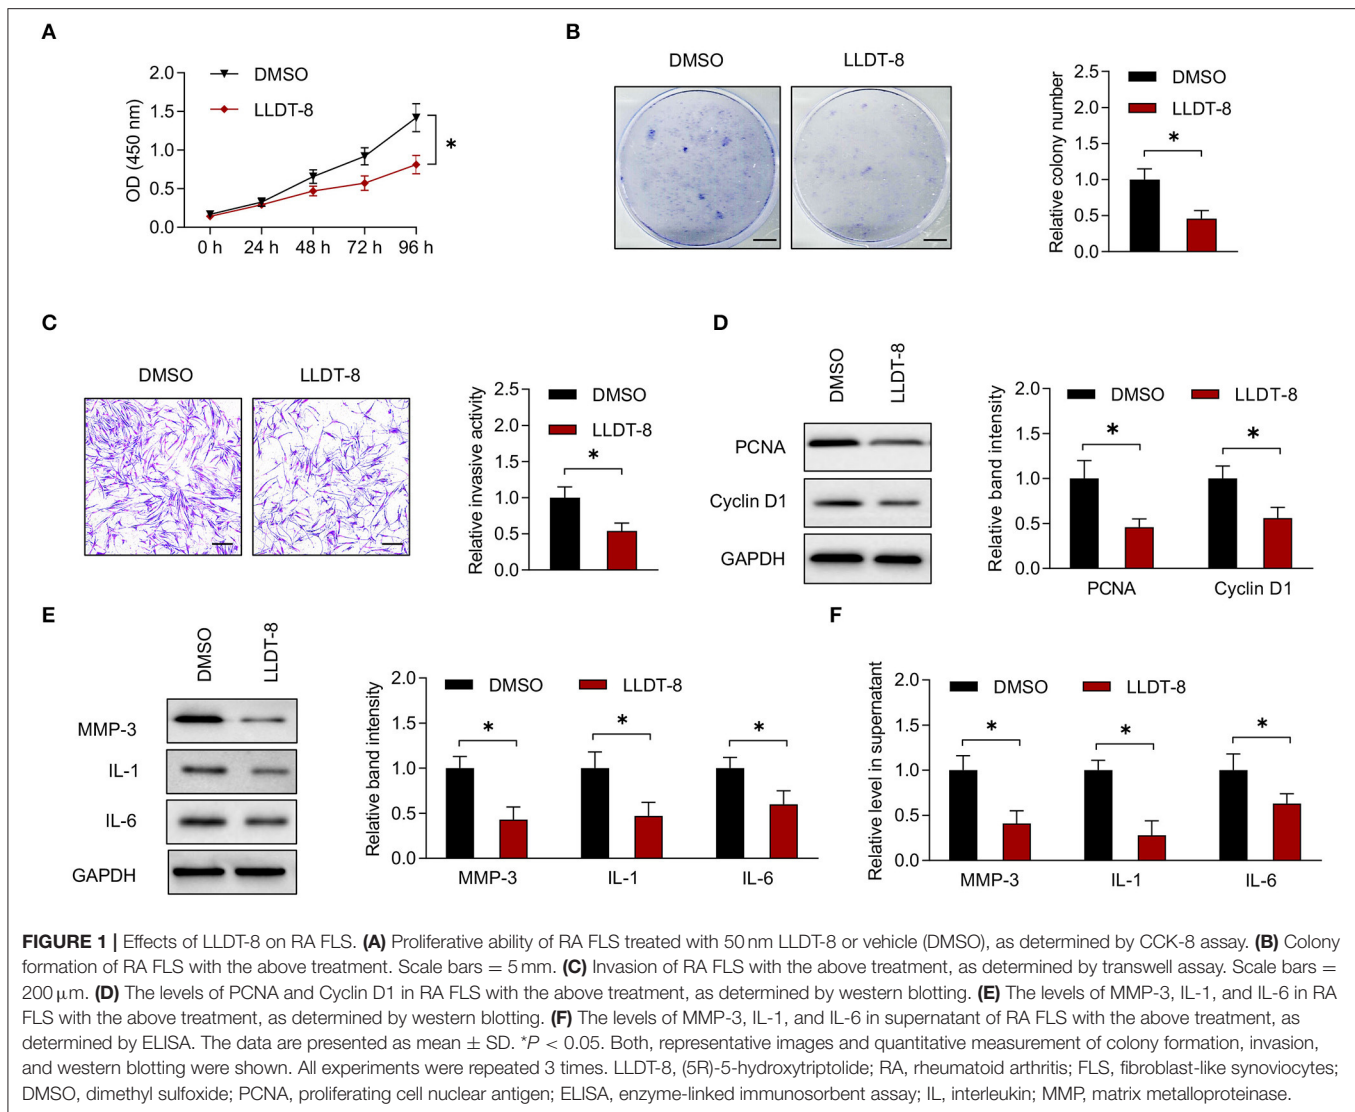 A
DMSO
LLDT-8
OD (450 nm)
2.0
1.5
1.0
0.5
0.0
0 h 24 h 48 h 72 h 96 h
*
B
DMSO LLDT-8
Relative colony number
2.5
2.0
1.5
1.0
0.5
0.0
DMSO
LLDT-8
*
C
DMSO LLDT-8
Relative invasive activity
2.5
2.0
1.5
1.0
0.5
0.0
DMSO
LLDT-8
*
D
DMSO LLDT-8
PCNA
Cyclin D1
GAPDH
Relative band intensity
2.0
1.5
1.0
0.5
0.0
DMSO LLDT-8
* *
PCNA Cyclin D1
E
DMSO LLDT-8
MMP-3
IL-1
IL-6
GAPDH
Relative band intensity
2.0
1.5
1.0
0.5
0.0
DMSO LLDT-8
* * *
MMP-3 IL-1 IL-6
F
Relative level in supernatant
2.0
1.5
1.0
0.5
0.0
DMSO LLDT-8
* * *
MMP-3 IL-1 IL-6
FIGURE 1 | Effects of LLDT-8 on RA FLS. (A) Proliferative ability of RA FLS treated with 50 nm LLDT-8 or vehicle (DMSO), as determined by CCK-8 assay. (B) Colony
formation of RA FLS with the above treatment. Scale bars = 5 mm. (C) Invasion of RA FLS with the above treatment, as determined by transwell assay. Scale bars =
200 μm. (D) The levels of PCNA and Cyclin D1 in RA FLS with the above treatment, as determined by western blotting. (E) The levels of MMP-3, IL-1, and IL-6 in RA
FLS with the above treatment, as determined by western blotting. (F) The levels of MMP-3, IL-1, and IL-6 in supernatant of RA FLS with the above treatment, as
determined by ELISA. The data are presented as mean ± SD. *P < 0.05. Both, representative images and quantitative measurement of colony formation, invasion,
and western blotting were shown. All experiments were repeated 3 times. LLDT-8, (5R)-5-hydroxytriptolide; RA, rheumatoid arthritis; FLS, fibroblast-like synoviocytes;
DMSO, dimethyl sulfoxide; PCNA, proliferating cell nuclear antigen; ELISA, enzyme-linked immunosorbent assay; IL, interleukin; MMP, matrix metalloproteinase.